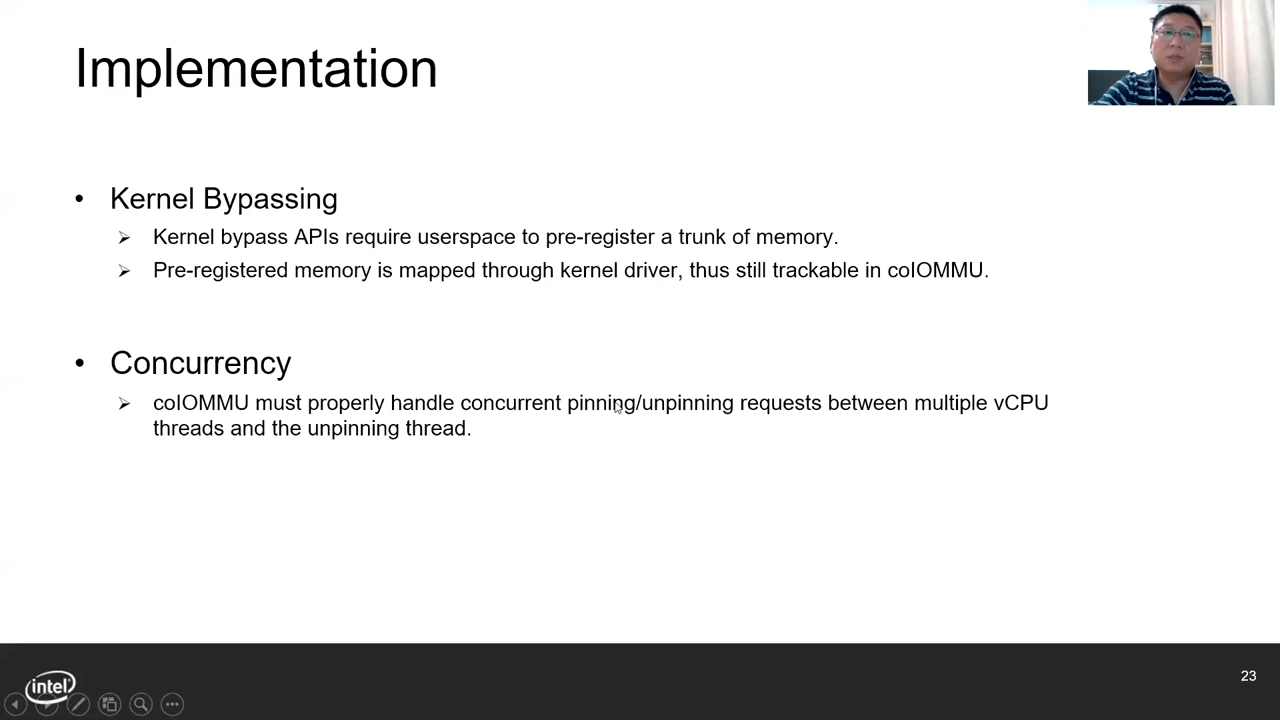 Implementation
• Kernel Bypassing
➢ Kernel bypass APIs require userspace to pre-register a trunk of memory.
➢ Pre-registered memory is mapped through kernel driver, thus still trackable in coIOMMU.
• Concurrency
➢ coIOMMU must properly handle concurrent pinning/unpinning requests between multiple vCPU
threads and the unpinning thread.
intel
23